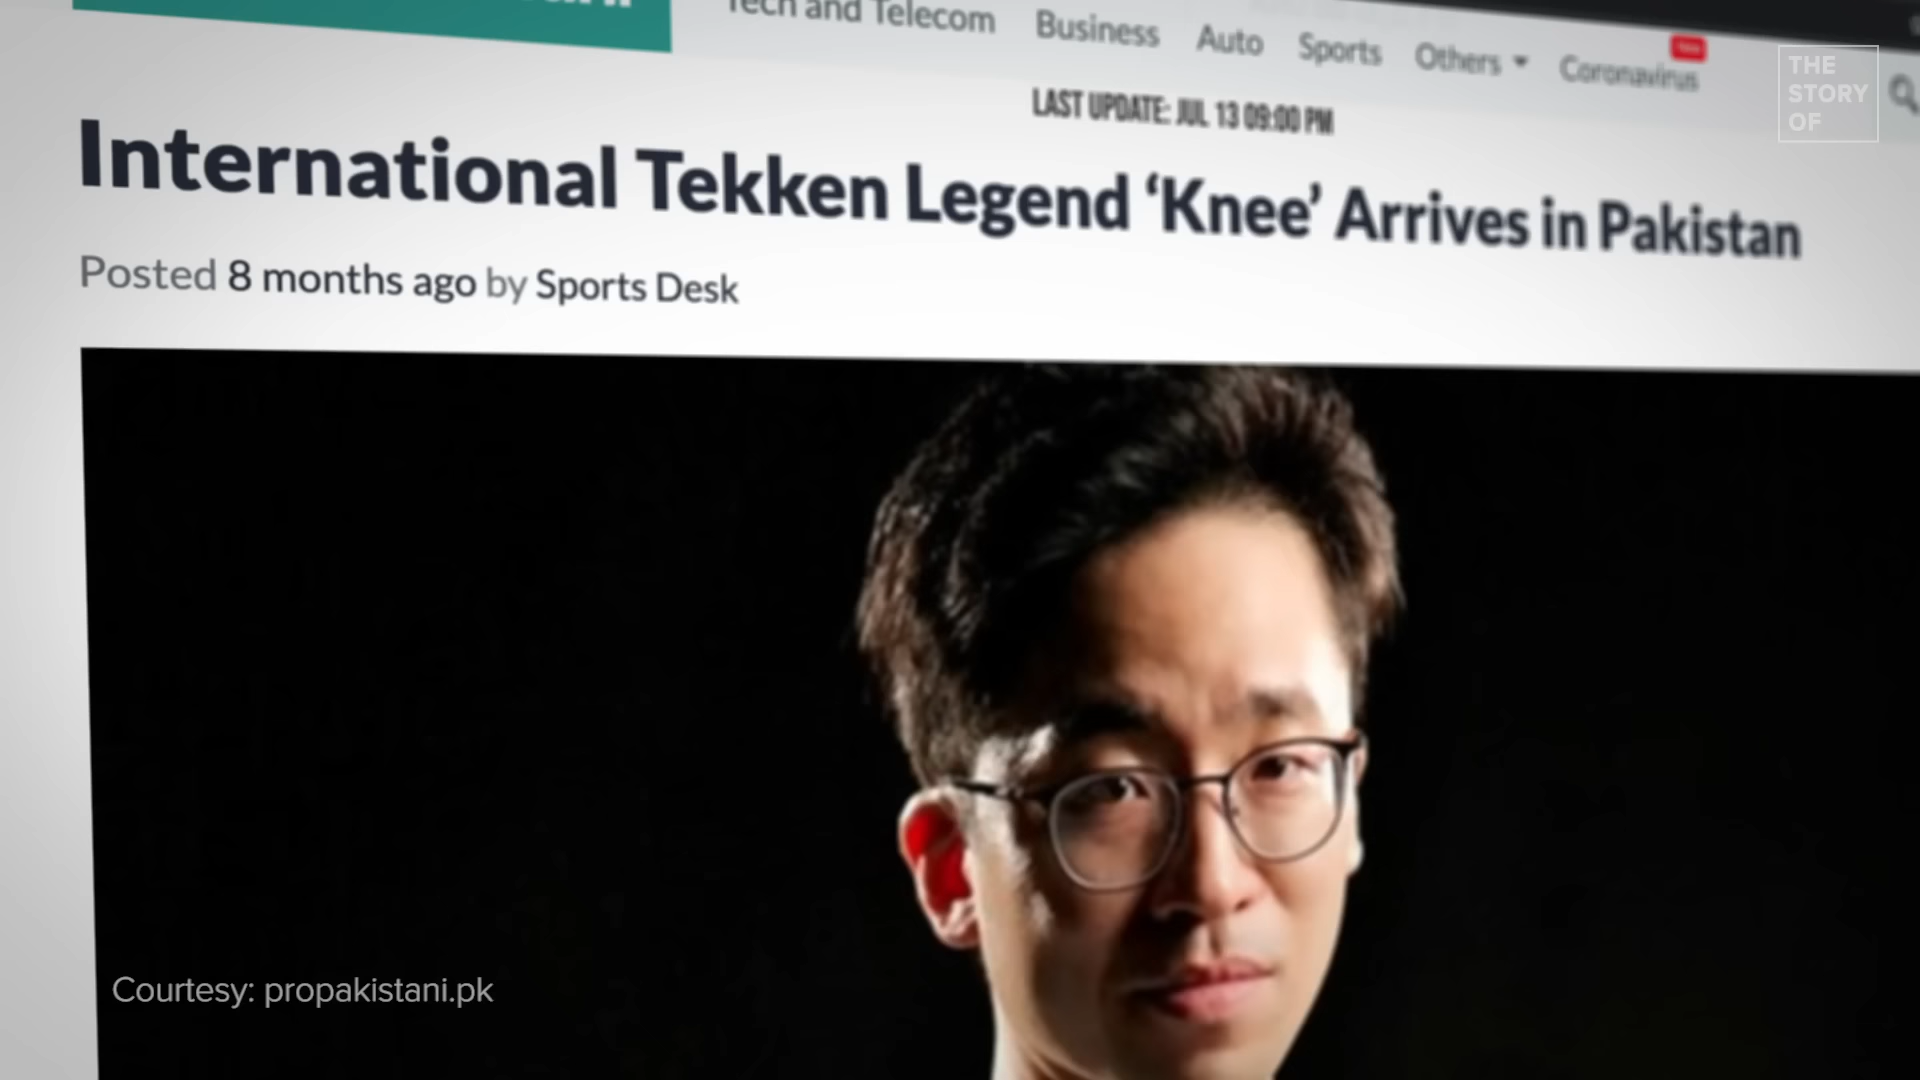 Tech and Telecom Business Auto Sports Others Coronavirus
THE
STORY
OF
LAST UPDATE: JUL 13 09:00 PM
International Tekken Legend ‘Knee’ Arrives in Pakistan
Posted 8 months ago by Sports Desk
Courtesy: propakistani.pk